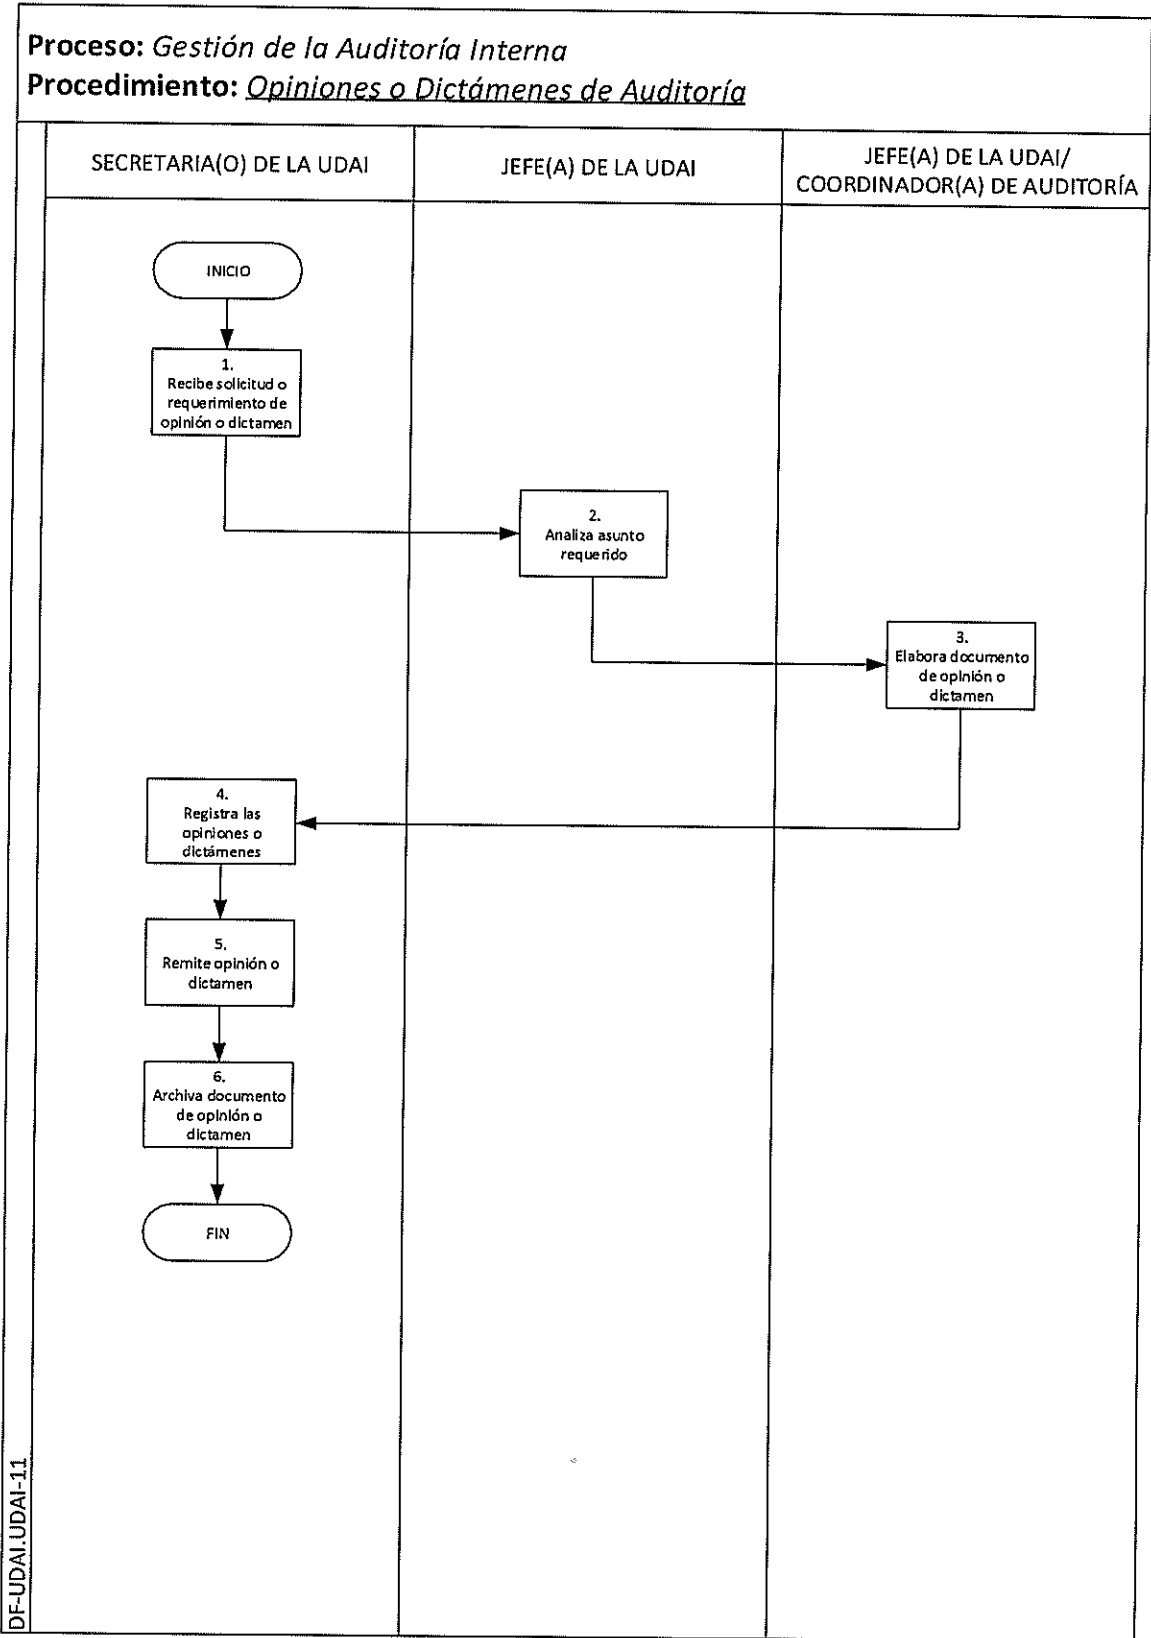 Proceso: Gestión de la Auditoría Interna
Procedimiento: Opiniones o Dictámenes de Auditoría
SECRETARIA(O) DE LA UDAI
JEFE(A) DE LA UDAI
JEFE(A) DE LA UDAI/
COORDINADOR(A) DE AUDITORÍA
INICIO
1.
Recibe solicitud o
requerimiento de
opinión o dictamen
2.
Analiza asunto
requerido
3.
Elabora documento
de opinión o
dictamen
4.
Registra las
opiniones o
dictámenes
5.
Remite opinión o
dictamen
6.
Archiva documento
de opinión o
dictamen
FIN
DF-UDAI.UDAI-11